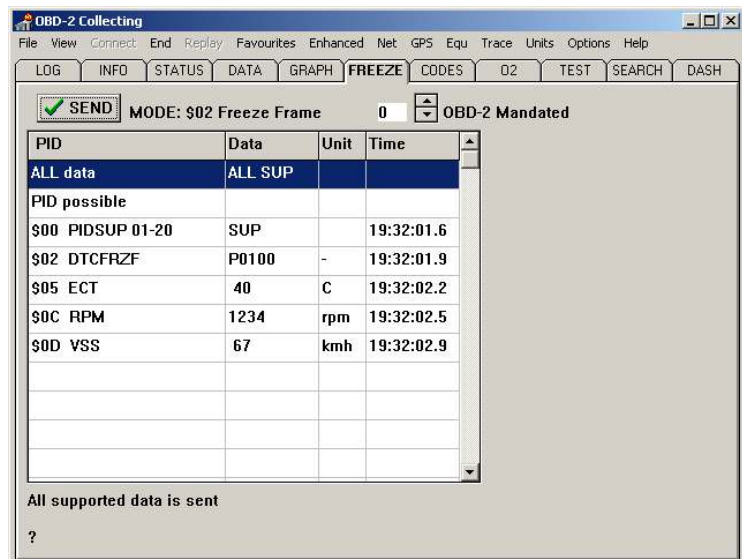 OBD-2 Collecting
File View Connect End Replay Favourites Enhanced Net GPS Equ Trace Units Options Help
LOG INFO STATUS DATA GRAPH FREEZE CODES O2 TEST SEARCH DASH
SEND MODE: $02 Freeze Frame 0 OBD-2 Mandated
PID Data Unit Time
ALL data ALL SUP
PID possible
$00 PIDSUP 01-20 SUP 19:32:01.6
$02 DTCFRZF P0100 - 19:32:01.9
$05 ECT 40 C 19:32:02.2
$0C RPM 1234 rpm 19:32:02.5
$0D VSS 67 kmh 19:32:02.9
All supported data is sent
?